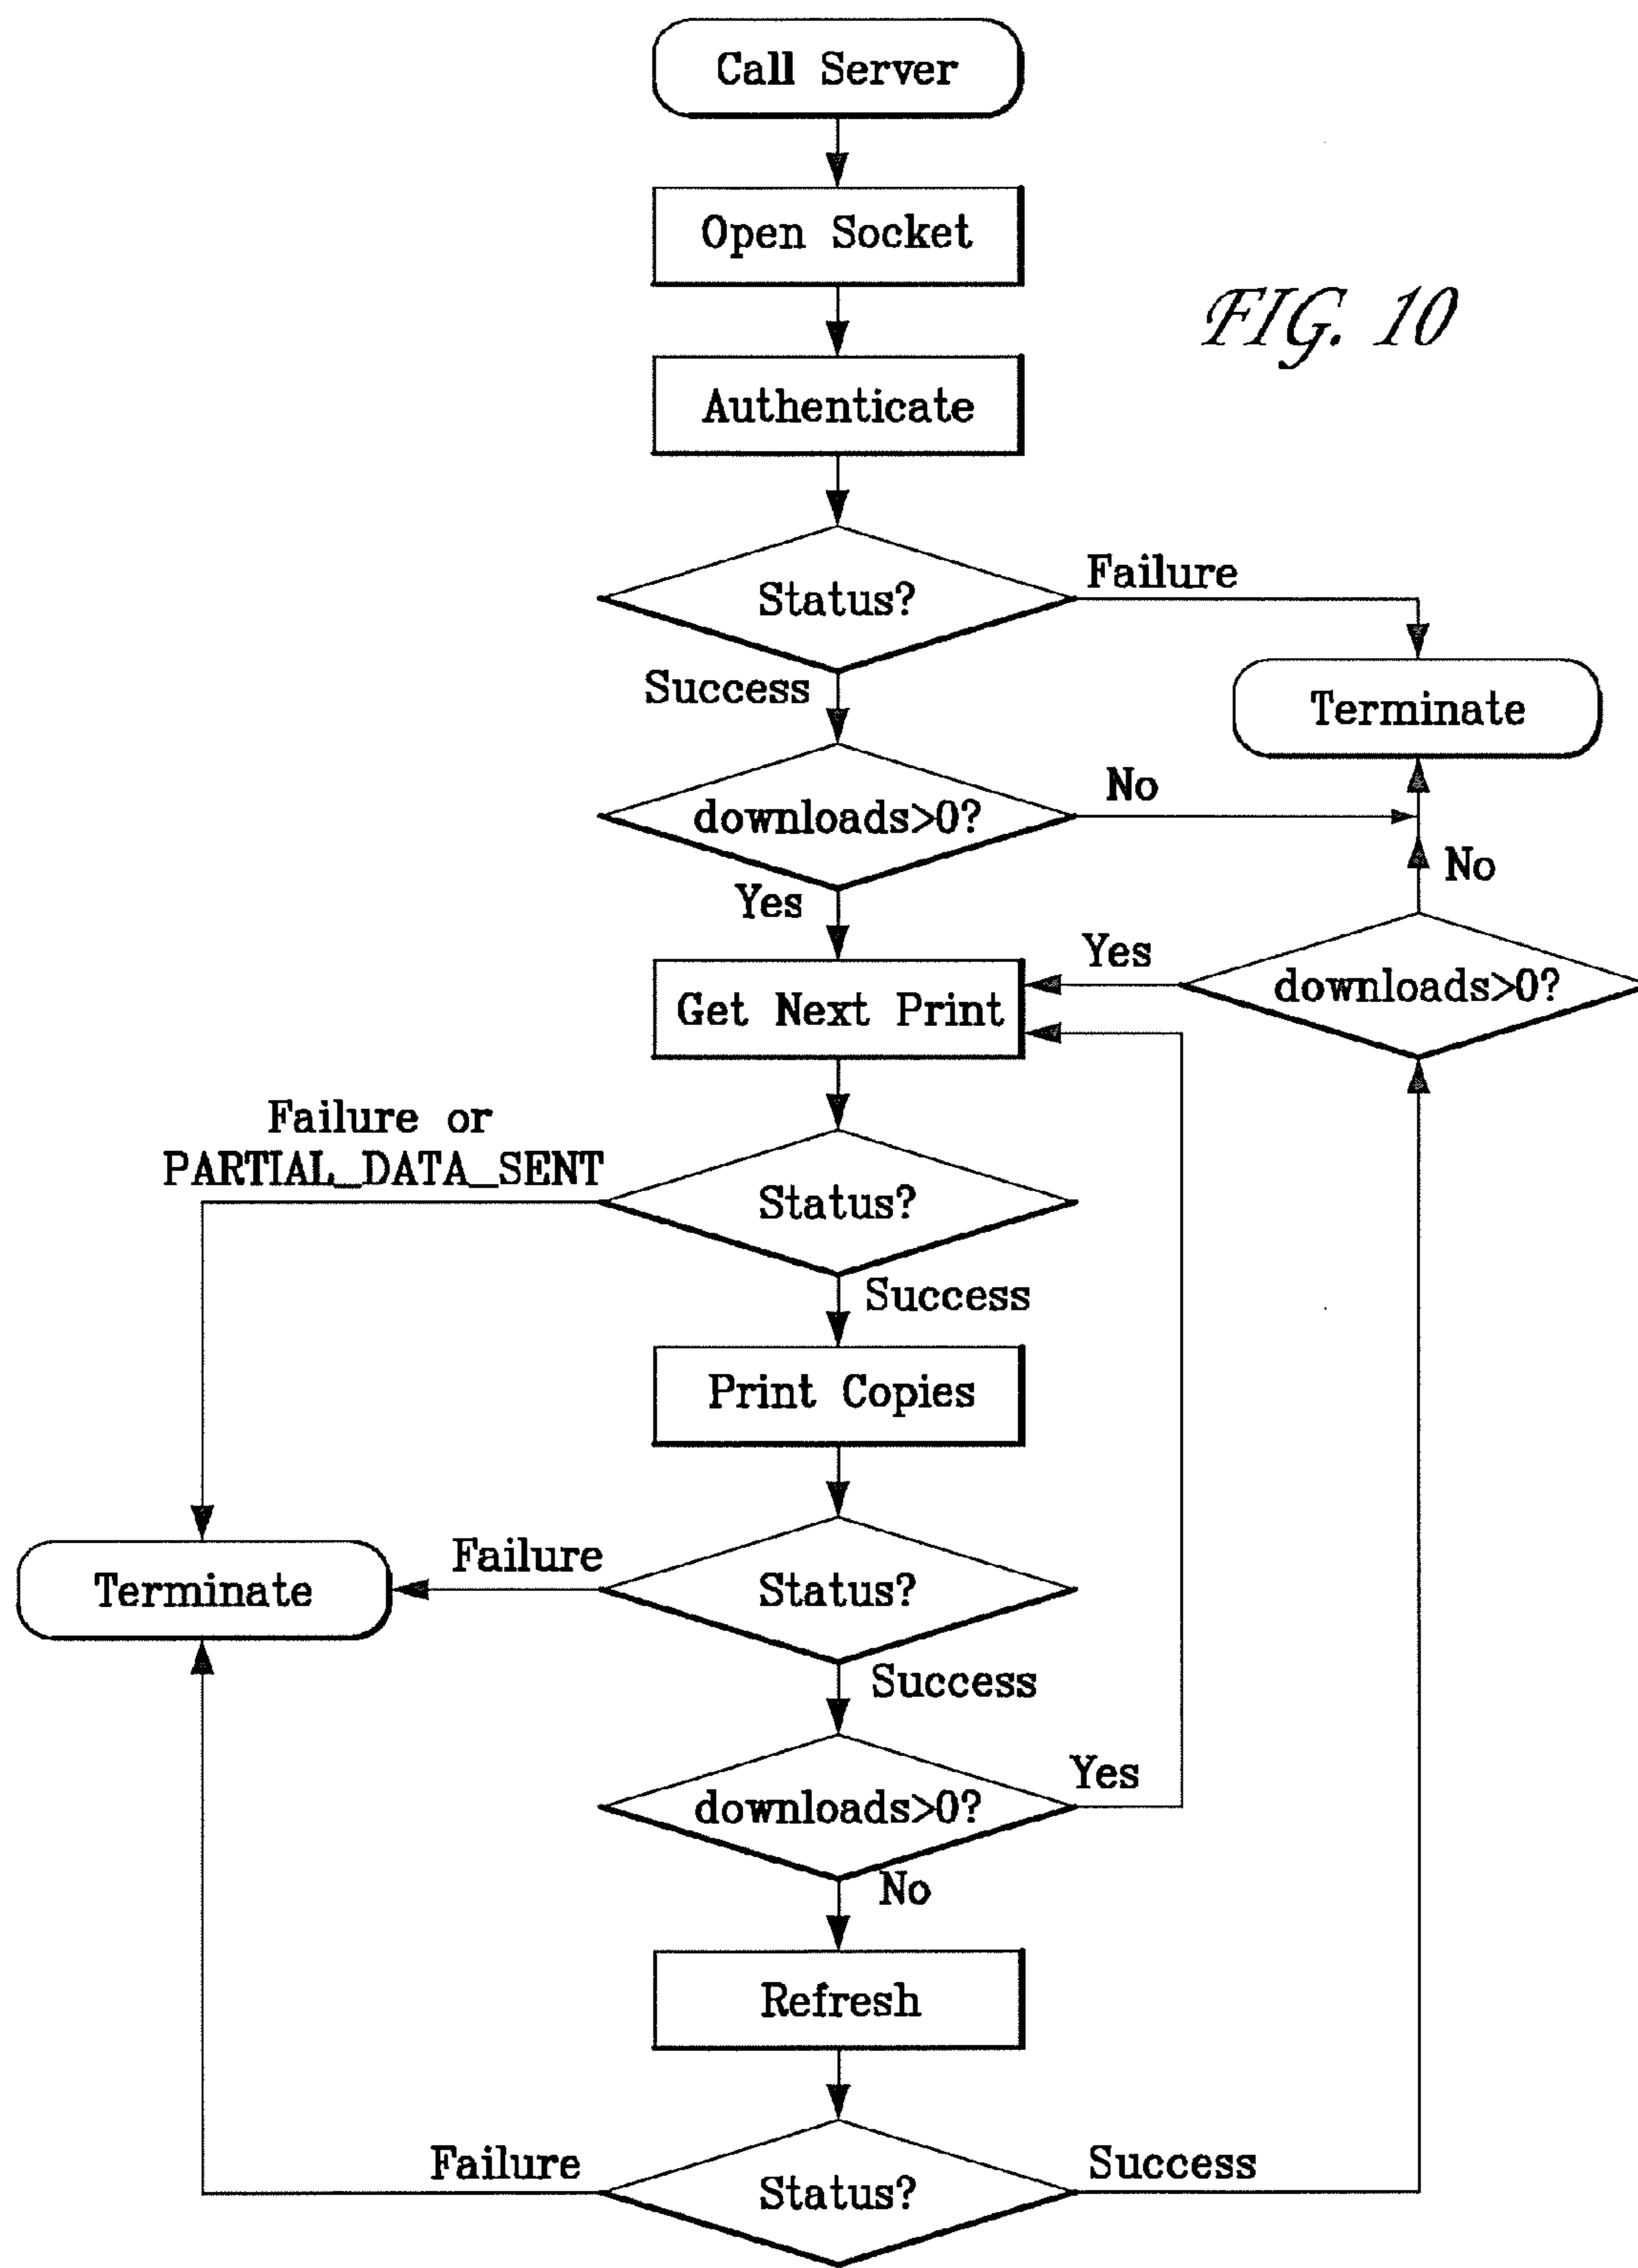 Call Server
Open Socket
FIG. 10
Authenticate
Status?
Failure
Success
Terminate
downloads>0?
No
No
Yes
Yes
downloads>0?
Get Next Print
Failure or
PARTIAL_DATA_SENT
Status?
Success
Print Copies
Failure
Terminate
Status?
Success
downloads>0?
Yes
No
Refresh
Failure
Status?
Success